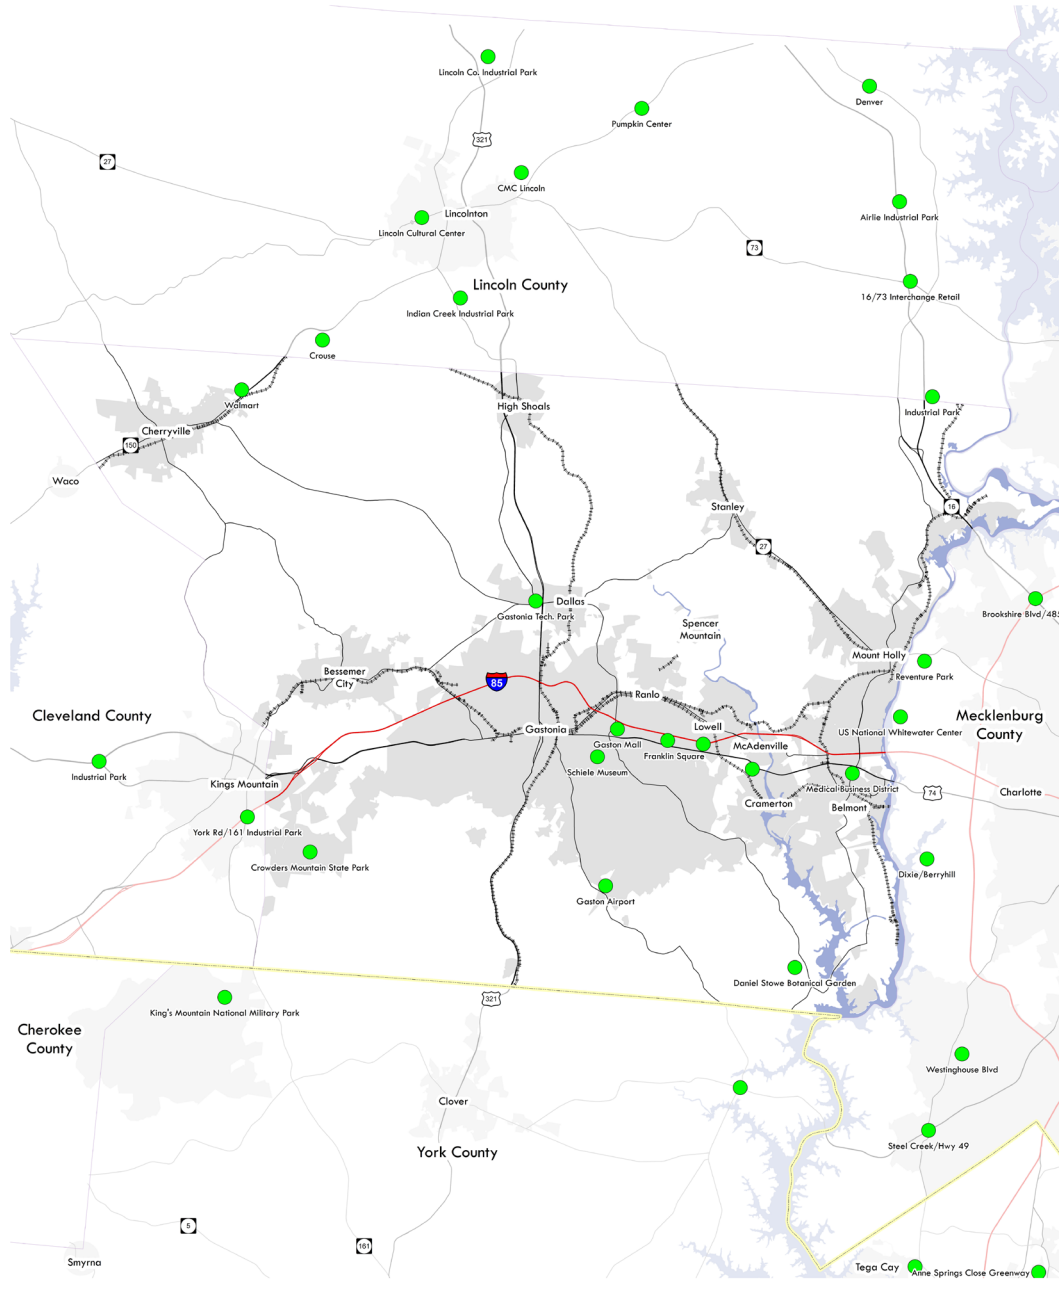 Lincoln Co. Industrial Park
Denver
Pumpkin Center
321
27
CMC Lincoln
Lincolnton
Airlie Industrial Park
Lincoln Cultural Center
73
Lincoln County
16/73 Interchange Retail
Indian Creek Industrial Park
Crouse
Walmart
High Shoals
Industrial Park
Cherryville
150
Waco
Stanley
16
27
Dallas
Gastonia Tech. Park
Brookshire Blvd/485
Spencer
Mountain
Mount Holly
Reventure Park
Bessemer
City
85
Ranlo
Cleveland County
Mecklenburg
County
Gastonia
Lowell
US National Whitewater Center
Gaston Mall
McAdenville
Franklin Square
Industrial Park
Schiele Museum
Kings Mountain
Medical Business District
74
Charlotte
Cramerton
Belmont
York Rd/161 Industrial Park
Crowders Mountain State Park
Dixie/Berryhill
Gaston Airport
Daniel Stowe Botanical Garden
321
King's Mountain National Military Park
Cherokee
County
Westinghouse Blvd
Clover
Steel Creek/Hwy 49
York County
5
161
Smyrna
Tega Cay
Anne Springs Close Greenway